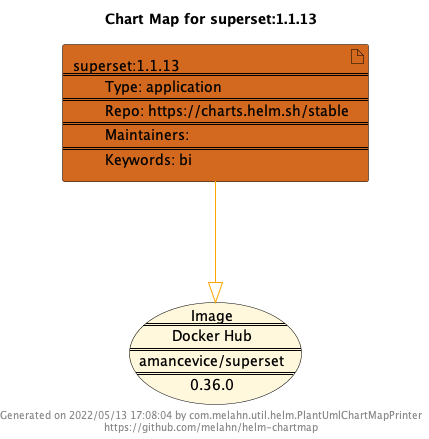 Chart Map for superset:1.1.13
superset:1.1.13
Type: application
Repo: https://charts.helm.sh/stable
Maintainers:
Keywords: bi
Image
Docker Hub
amancevice/superset
0.36.0
Generated on 2022/05/13 17:08:04 by com.melahn.util.helm.PlantUmlChartMapPrinter
https://github.com/melahn/helm-chartmap